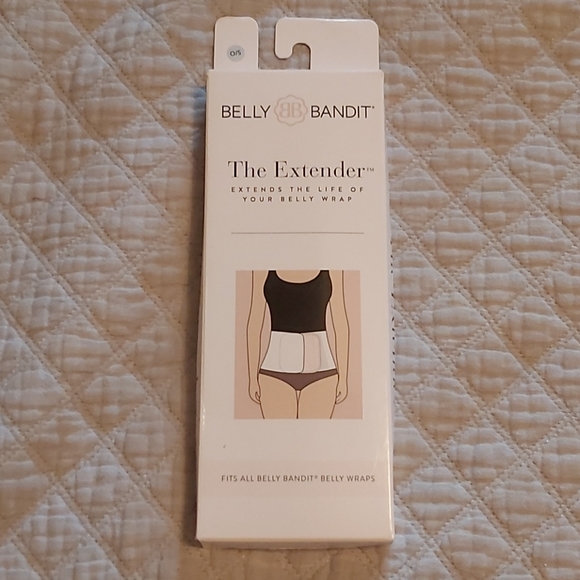 O/S
BELLY BB BANDIT®
The Extender™
EXTENDS THE LIFE OF
YOUR BELLY WRAP
FITS ALL BELLY BANDIT® BELLY WRAPS